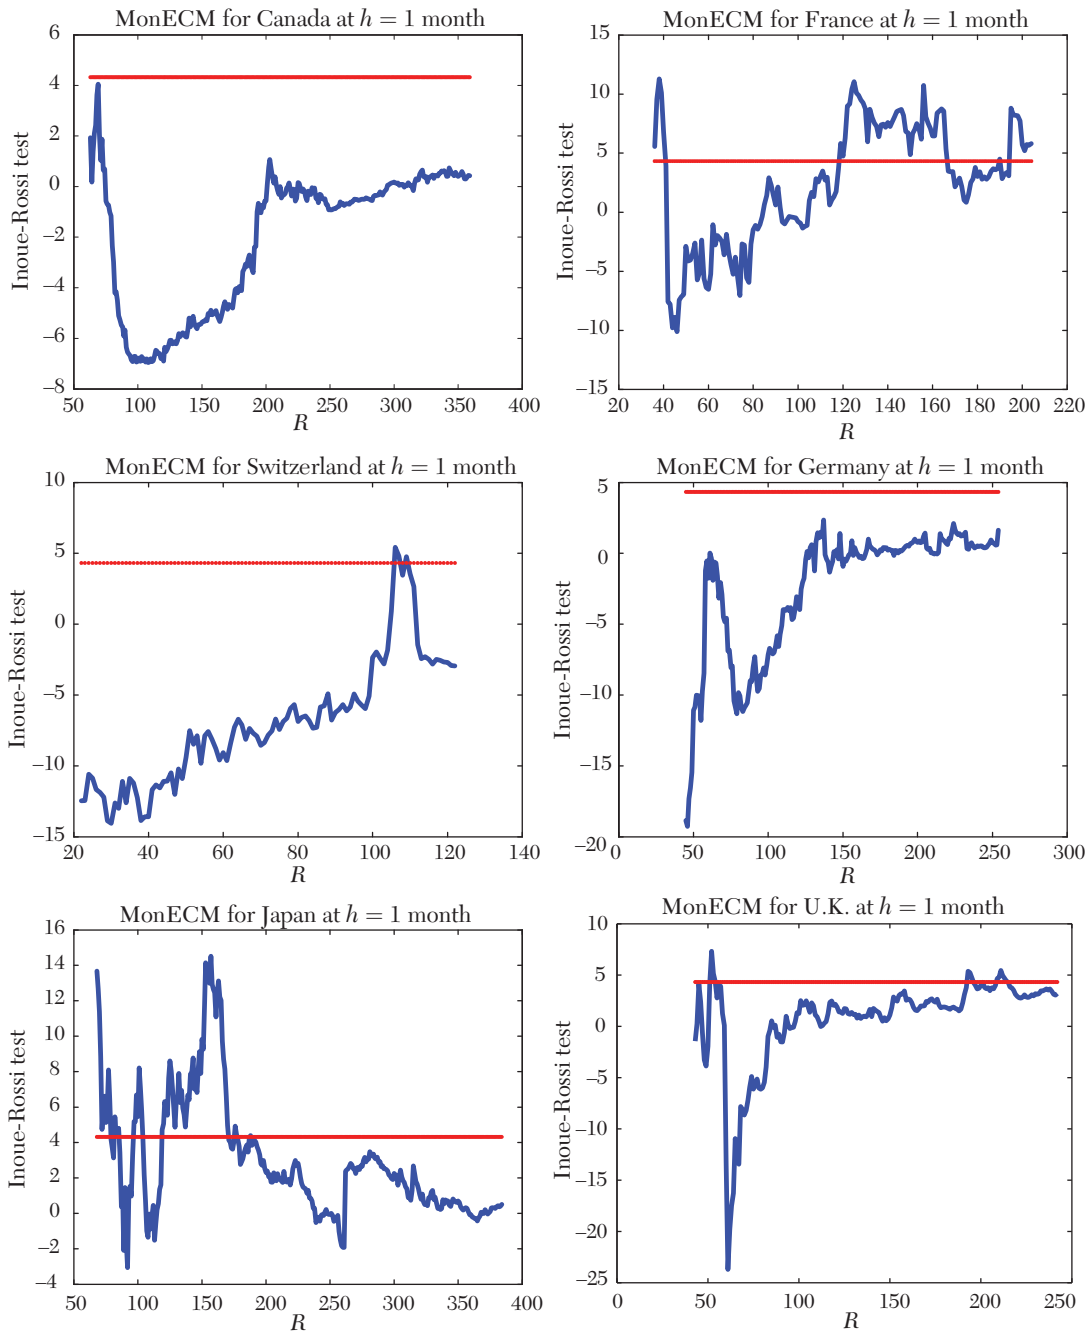 MonECM for Canada at h = 1 month
Inoue-Rossi test
6
4
2
0
–2
–4
–6
–8
50 100 150 200 250 300 350 400
R
MonECM for France at h = 1 month
Inoue-Rossi test
15
10
5
0
–5
–10
–15
20 40 60 80 100 120 140 160 180 200 220
R
MonECM for Switzerland at h = 1 month
Inoue-Rossi test
10
5
0
–5
–10
–15
20 40 60 80 100 120 140
R
MonECM for Germany at h = 1 month
Inoue-Rossi test
5
0
–5
–10
–15
–20
0 50 100 150 200 250 300
R
MonECM for Japan at h = 1 month
Inoue-Rossi test
16
14
12
10
8
6
4
2
0
–2
–4
50 100 150 200 250 300 350 400
R
MonECM for U.K. at h = 1 month
Inoue-Rossi test
10
5
0
–5
–10
–15
–20
–25
0 50 100 150 200 250
R